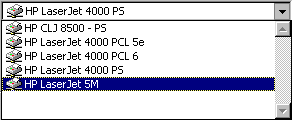 HP LaserJet 4000 PS
HP CLJ 8500 - PS
HP LaserJet 4000 PCL 5e
HP LaserJet 4000 PCL 6
HP LaserJet 4000 PS
HP LaserJet 5M